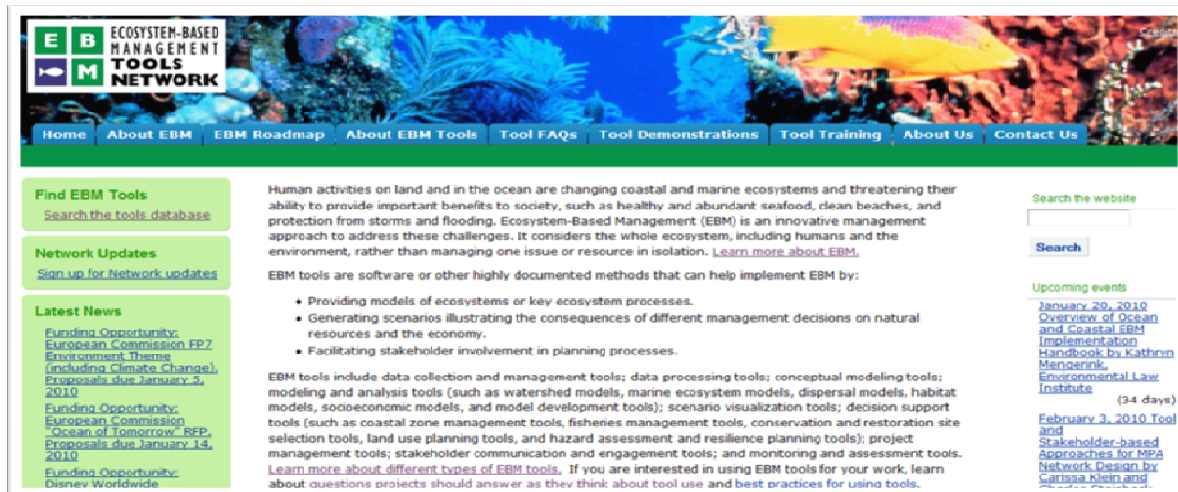 E B M
ECOSYSTEM-BASED
MANAGEMENT
TOOLS
NETWORK
Credits
Home About EBM EBM Roadmap About EBM Tools Tool FAQs Tool Demonstrations Tool Training About Us Contact Us
Find EBM Tools
Search the tools database
Network Updates
Sign up for Network updates
Latest News
Funding Opportunity:
European Commission FP7
Environment Theme
(including Climate Change),
Proposals due January 5,
2010
Funding Opportunity:
European Commission
"Ocean of Tomorrow" RFP,
Proposals due January 14,
2010
Funding Opportunity:
Disney Worldwide
Human activities on land and in the ocean are changing coastal and marine ecosystems and threatening their
ability to provide important benefits to society, such as healthy and abundant seafood, clean beaches, and
protection from storms and flooding. Ecosystem-Based Management (EBM) is an innovative management
approach to address these challenges. It considers the whole ecosystem, including humans and the
environment, rather than managing one issue or resource in isolation. Learn more about EBM.
EBM tools are software or other highly documented methods that can help implement EBM by:
• Providing models of ecosystems or key ecosystem processes.
• Generating scenarios illustrating the consequences of different management decisions on natural
resources and the economy.
• Facilitating stakeholder involvement in planning processes.
EBM tools include data collection and management tools; data processing tools; conceptual modeling tools;
modeling and analysis tools (such as watershed models, marine ecosystem models, dispersal models, habitat
models, socioeconomic models, and model development tools); scenario visualization tools; decision support
tools (such as coastal zone management tools, fisheries management tools, conservation and restoration site
selection tools, land use planning tools, and hazard assessment and resilience planning tools); project
management tools; stakeholder communication and engagement tools; and monitoring and assessment tools.
Learn more about different types of EBM tools. If you are interested in using EBM tools for your work, learn
about questions projects should answer as they think about tool use and best practices for using tools.
Search the website
Search
Upcoming events
January 20, 2010
Overview of Ocean
and Coastal EBM
Implementation
Handbook by Kathryn
Mengerink,
Environmental Law
Institute
(34 days)
February 3, 2010 Tool
and
Stakeholder-based
Approaches for MPA
Network Design by
Carissa Klein and
Charles Steinback